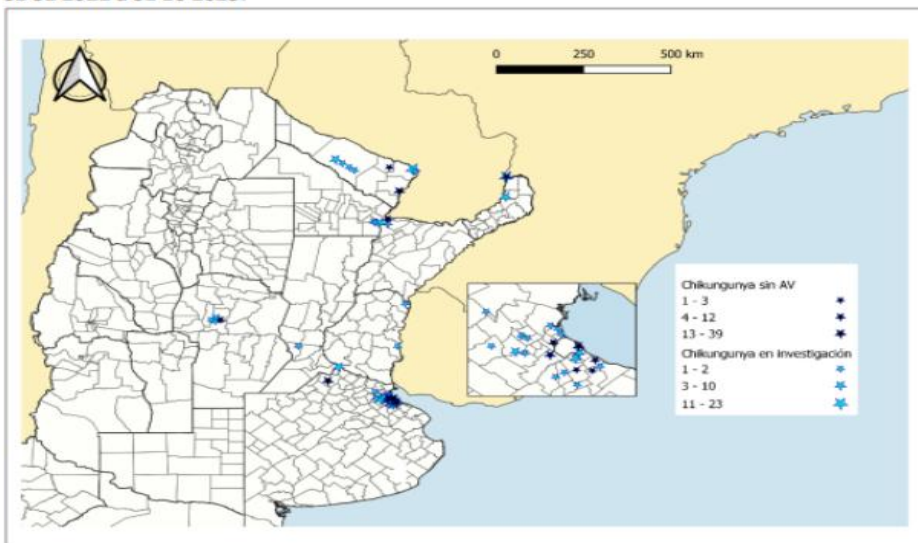 0 250 500 km
Chikungunya sin AV
1 - 3
4 - 12
13 - 39
Chikungunya en investigación
1 - 2
3 - 10
11 - 23